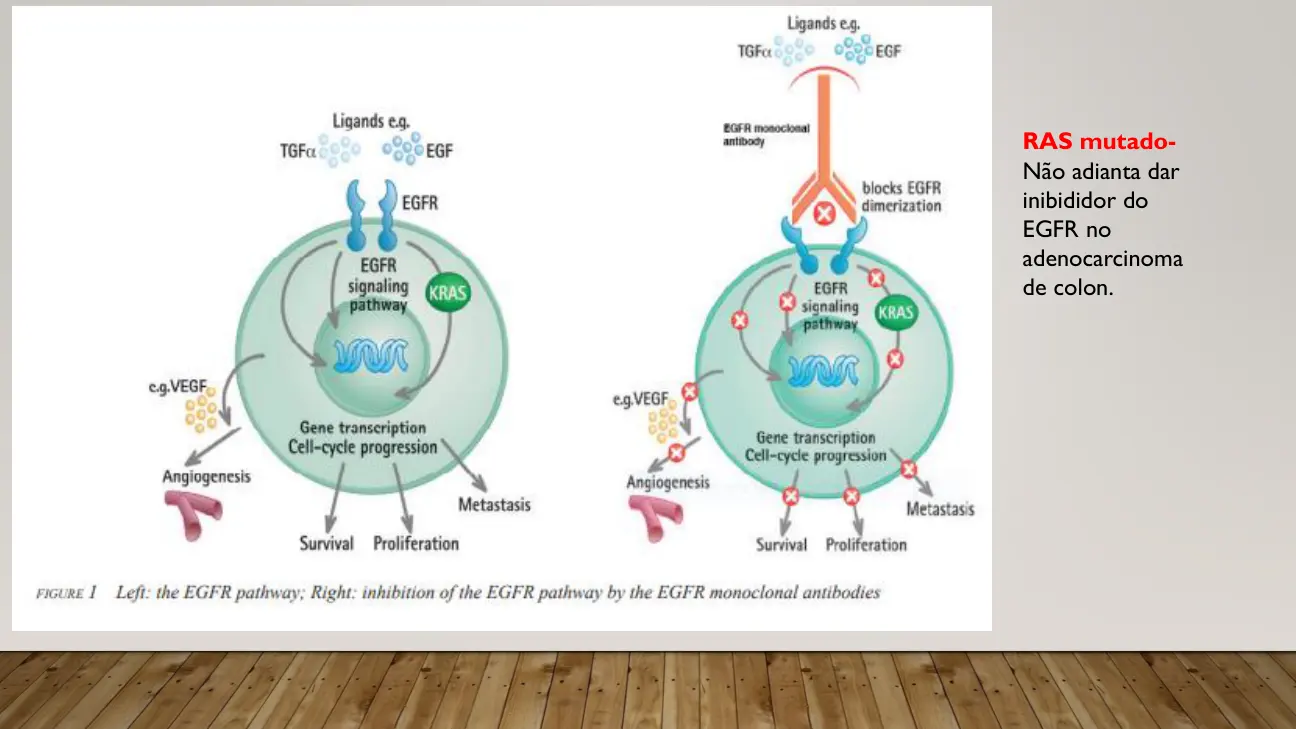 Ligands e.g.
TGFα
EGF
EGFR
EGFR
signaling
pathway
KRAS
e.g.VEGF
Gene transcription
Cell-cycle progression
Angiogenesis
Metastasis
Survival
Proliferation
Ligands e.g.
TGFα
EGF
EGFR monoclonal
antibody
blocks EGFR
dimerization
EGFR
signaling
pathway
KRAS
e.g.VEGF
Gene transcription
Cell-cycle progression
Angiogenesis
Metastasis
Survival
Proliferation
FIGURE 1 Left: the EGFR pathway; Right: inhibition of the EGFR pathway by the EGFR monoclonal antibodies
RAS mutado-
Não adianta dar
inibididor do
EGFR no
adenocarcinoma
de colon.